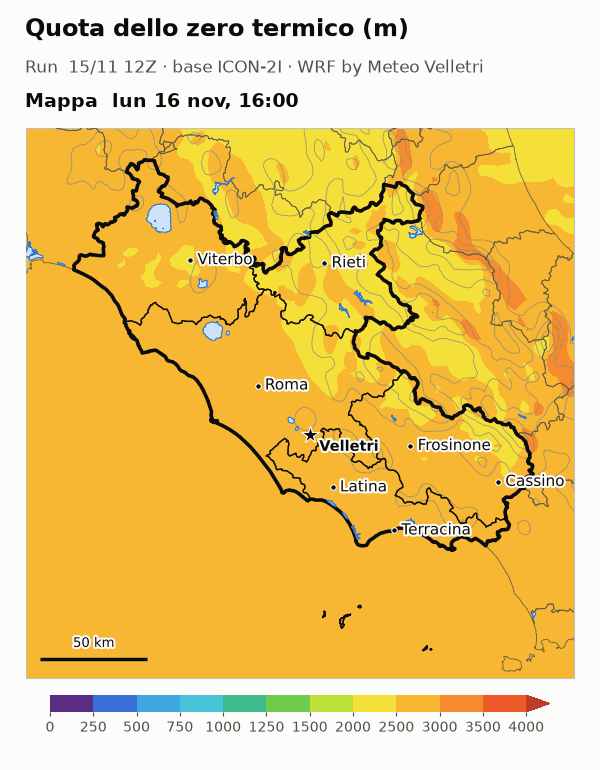 Quota dello zero termico (m)
Run  15/11 12Z · base ICON-2I · WRF by Meteo Velletri
Mappa  lun 16 nov, 16:00
Viterbo
Rieti
Roma
Velletri
Frosinone
Latina
Cassino
Terracina
50 km
0 250 500 750 1000 1250 1500 2000 2500 3000 3500 4000